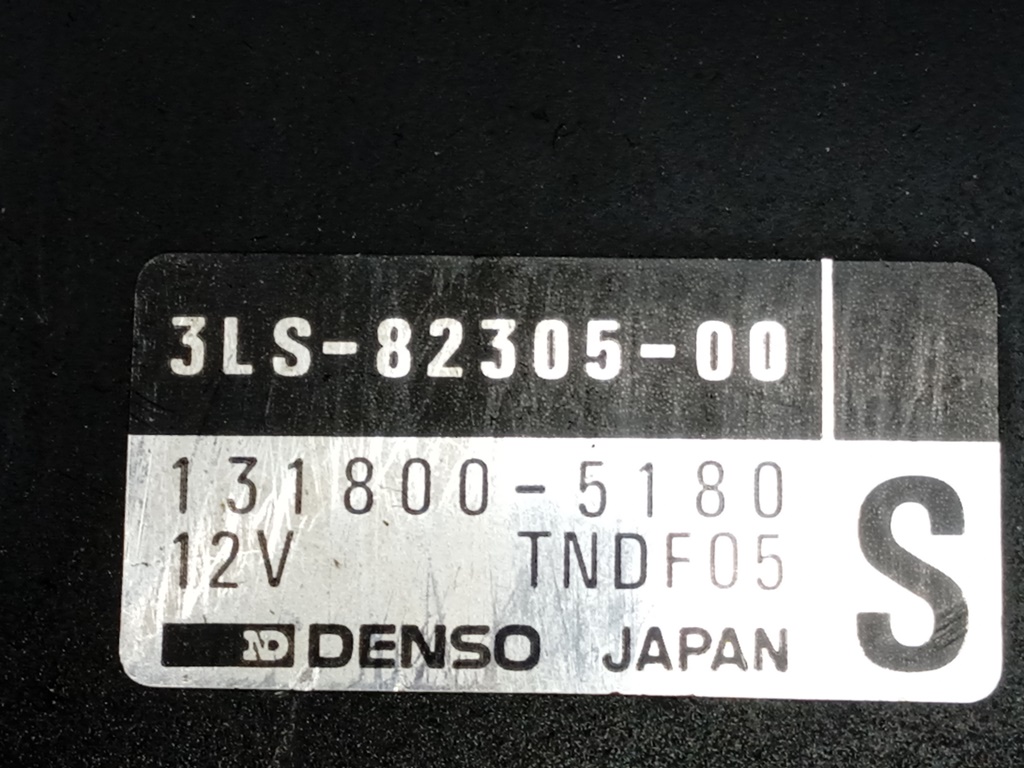 3LS-82305-00
131800-5180
12V TNDF05
S
ND DENSO JAPAN